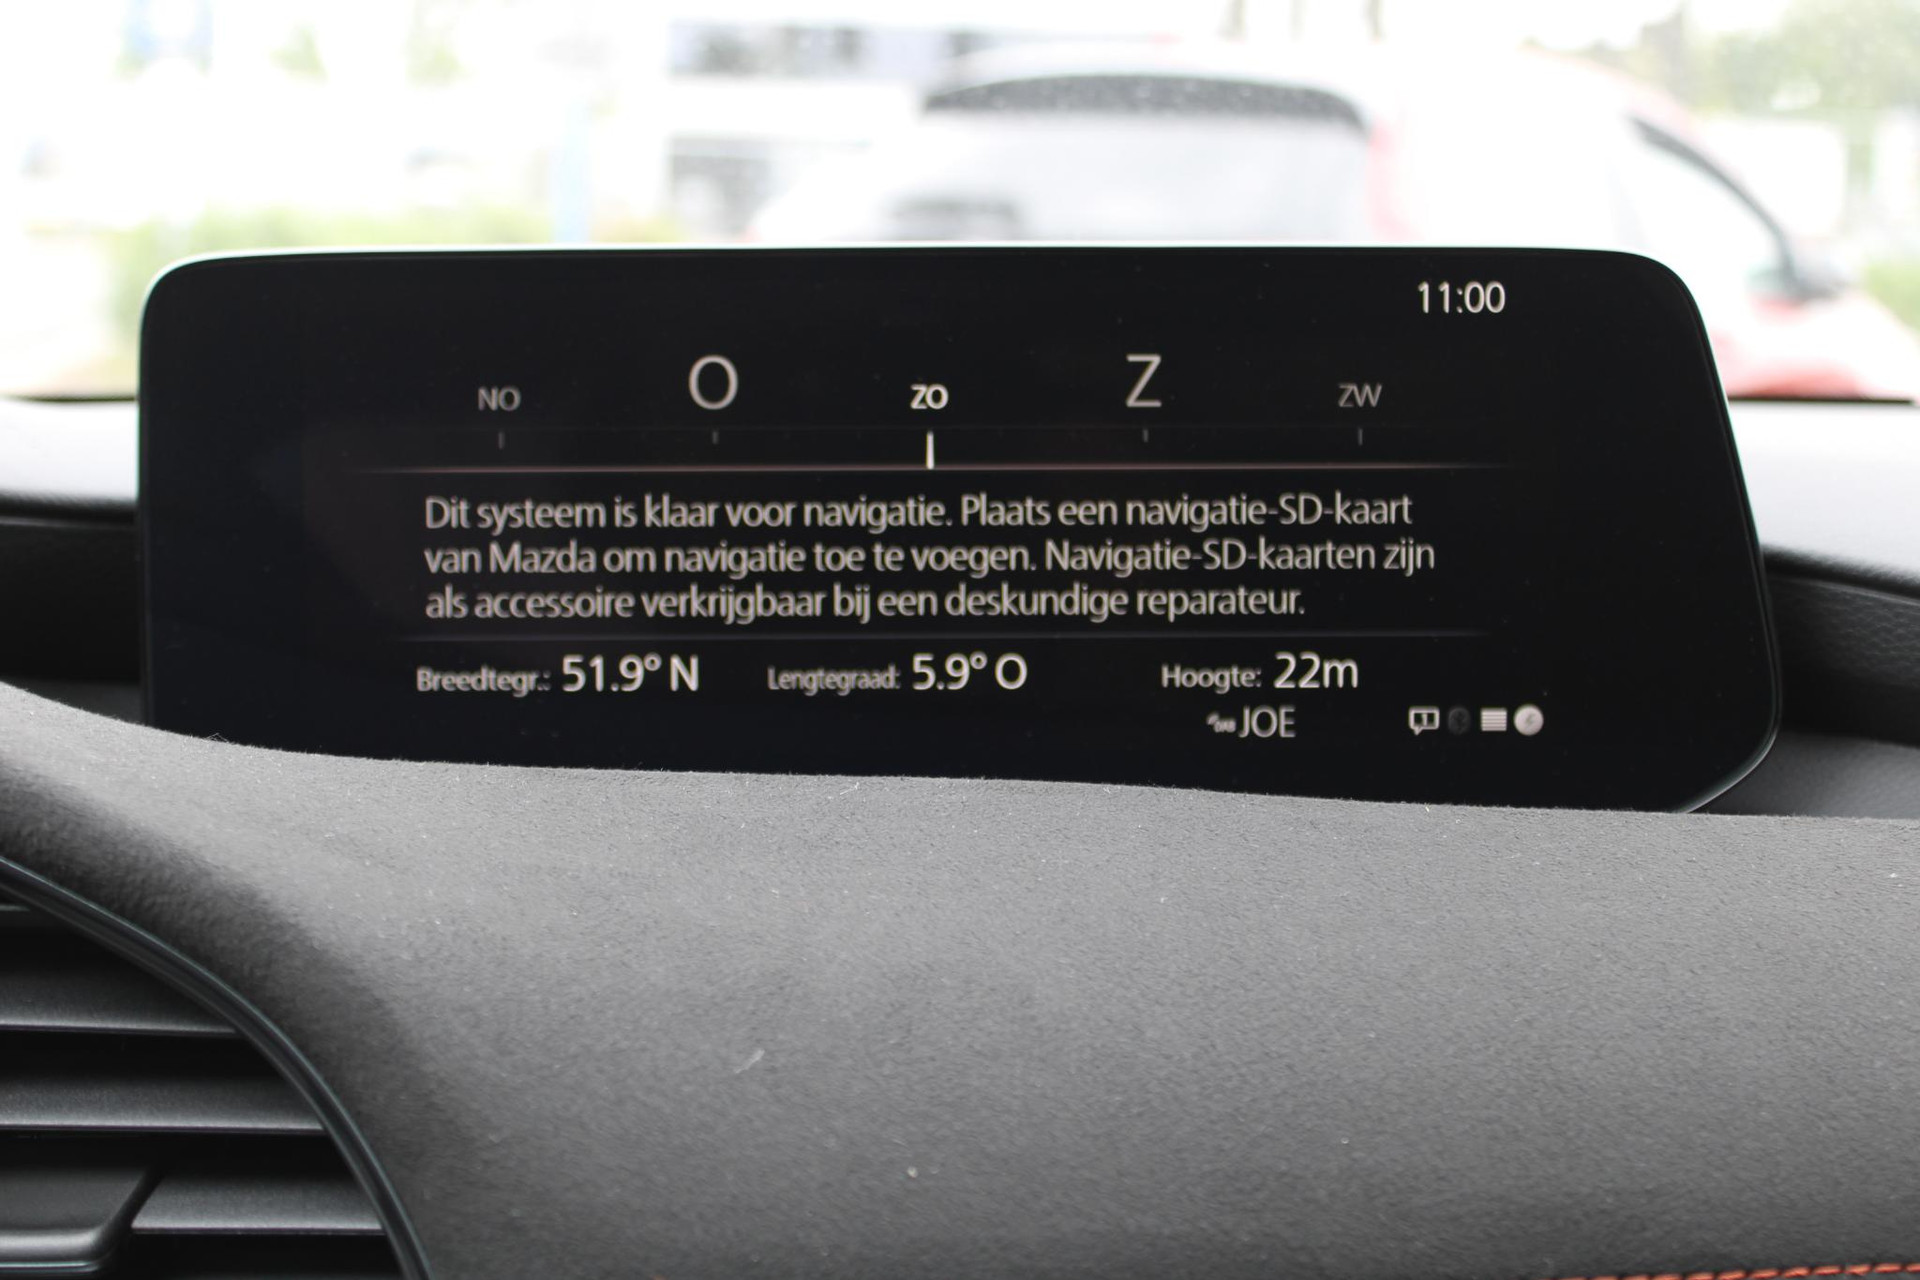 11:00
NO O ZO Z ZW
Dit systeem is klaar voor navigatie. Plaats een navigatie-SD-kaart
van Mazda om navigatie toe te voegen. Navigatie-SD-kaarten zijn
als accessoire verkrijgbaar bij een deskundige reparateur.
Breedtegr.: 51.9° N Lengtegraad: 5.9° O Hoogte: 22m
JOE 1